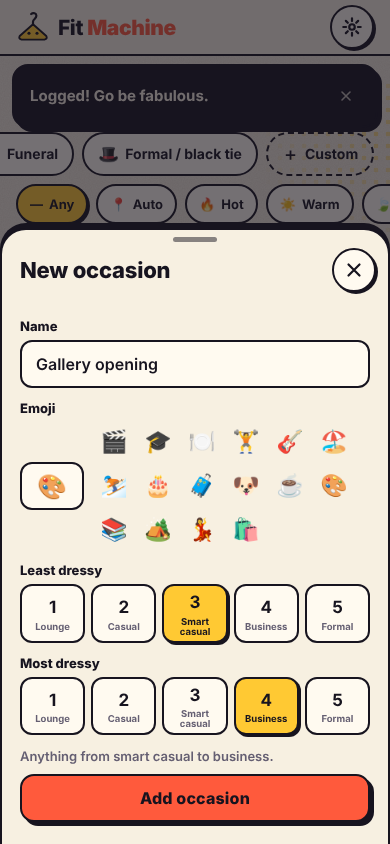 Fit Machine
Logged! Go be fabulous.
Funeral
Formal / black tie
+ Custom
— Any
Auto
Hot
Warm
New occasion
Name
Gallery opening
Emoji
Least dressy
1 2 3 4 5
Lounge Casual Smart casual Business Formal
Most dressy
1 2 3 4 5
Lounge Casual Smart casual Business Formal
Anything from smart casual to business.
Add occasion